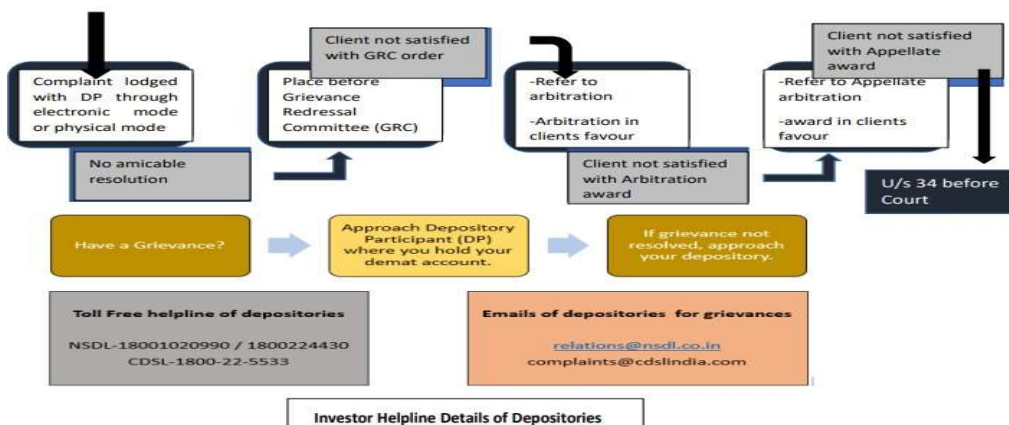 Complaint lodged
with DP through
electronic mode
or physical mode
No amicable
resolution
Place before
Grievance
Redressal
Committee (GRC)
Client not satisfied
with GRC order
-Refer to
arbitration
-Arbitration in
clients favour
Client not satisfied
with Arbitration
award
-Refer to Appellate
arbitration
-award in clients
favour
Client not satisfied
with Appellate
award
U/s 34 before
Court
Have a Grievance?
Approach Depository
Participant (DP)
where you hold your
demat account.
If grievance not
resolved, approach
your depository.
Toll Free helpline of depositories
NSDL-18001020990 / 1800224430
CDSL-1800-22-5533
Emails of depositories for grievances
relations@nsdl.co.in
complaints@cdslindia.com
Investor Helpline Details of Depositories